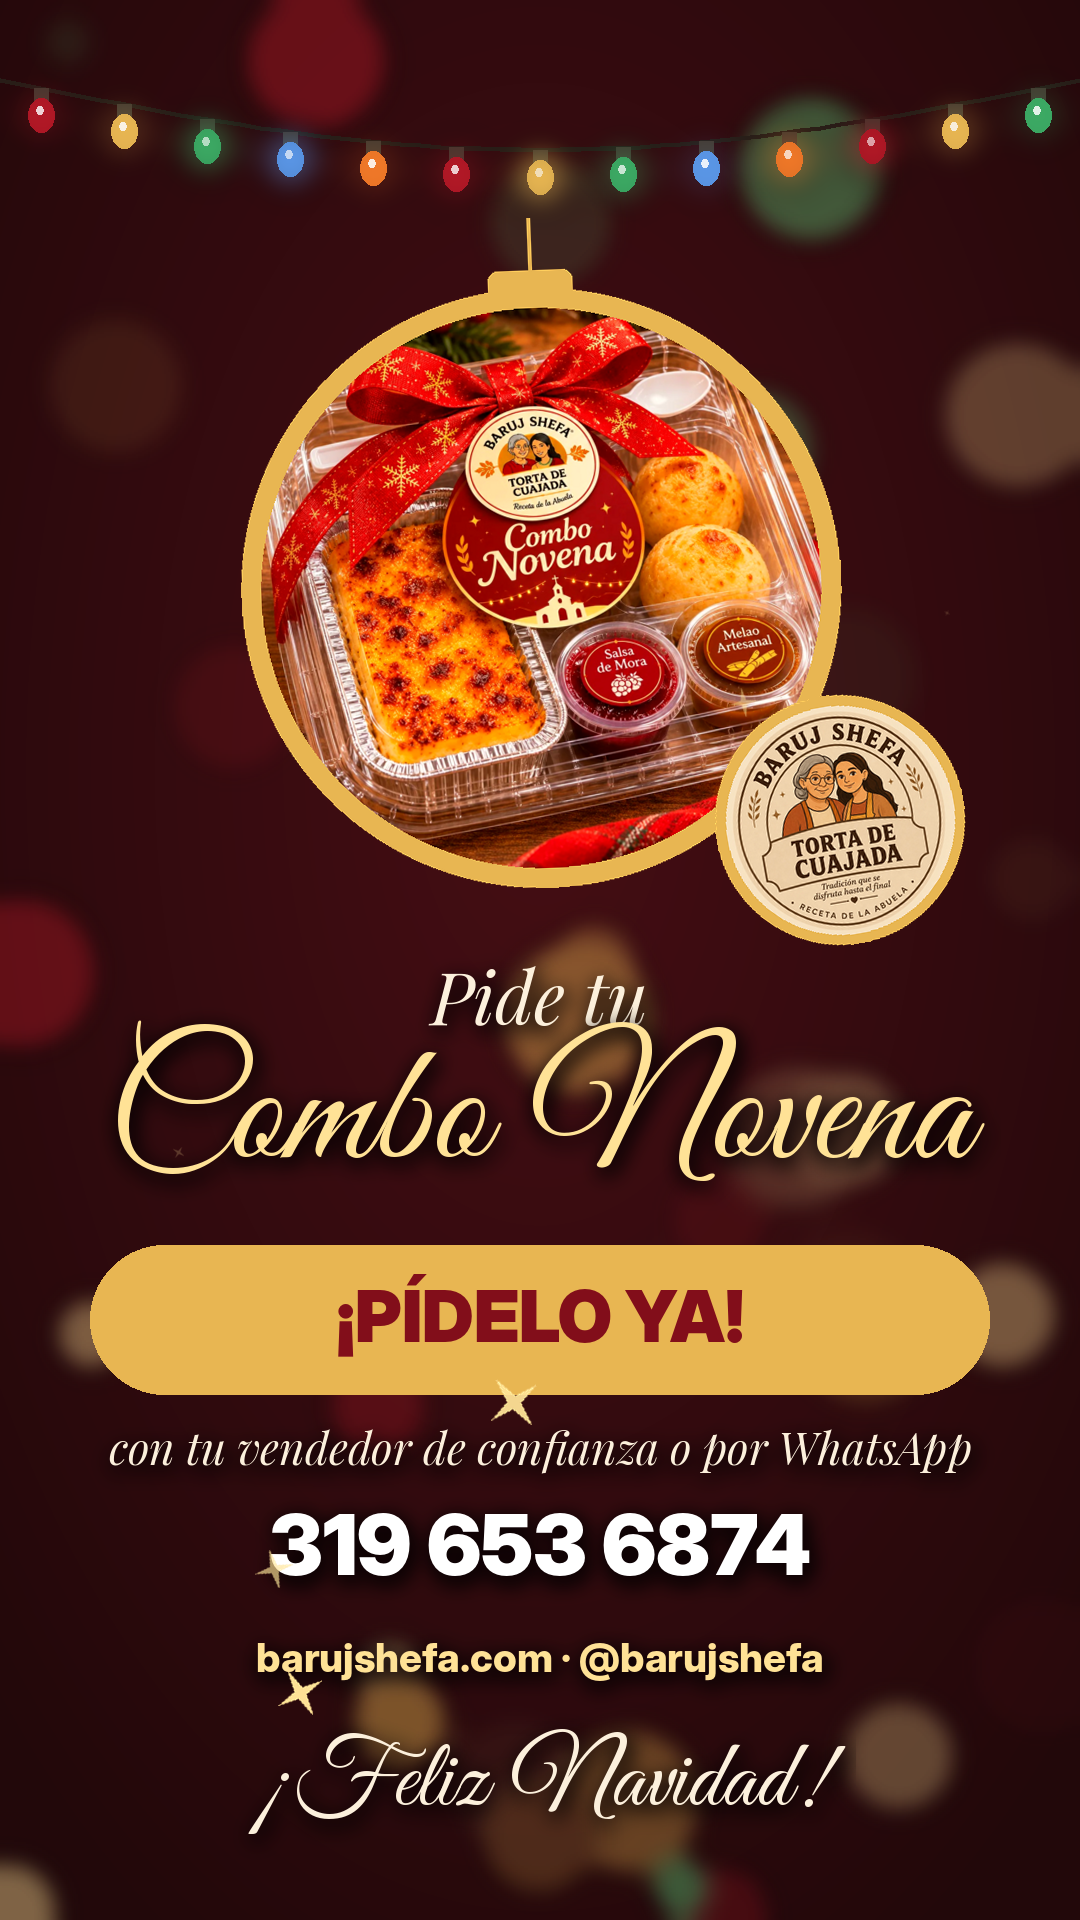 BARUJ SHEFA
TORTA DE
CUAJADA
Receta de la Abuela
Combo
Novena
Salsa
de Mora
Melao
Artesanal
BARUJ SHEFA
TORTA DE
CUAJADA
Tradición que se
disfruta hasta el final
• RECETA DE LA ABUELA •
Pide tu
Combo Novena
¡PÍDELO YA!
con tu vendedor de confianza o por WhatsApp
319 653 6874
barujshefa.com · @barujshefa
¡Feliz Navidad!